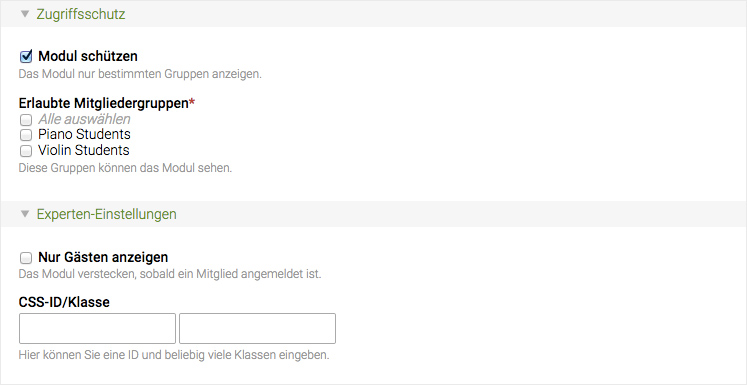 Zugriffsschutz
Modul schützen
Das Modul nur bestimmten Gruppen anzeigen.
Erlaubte Mitgliedergruppen*
Alle auswählen
Piano Students
Violin Students
Diese Gruppen können das Modul sehen.
Experten-Einstellungen
Nur Gästen anzeigen
Das Modul verstecken, sobald ein Mitglied angemeldet ist.
CSS-ID/Klasse
Hier können Sie eine ID und beliebig viele Klassen eingeben.